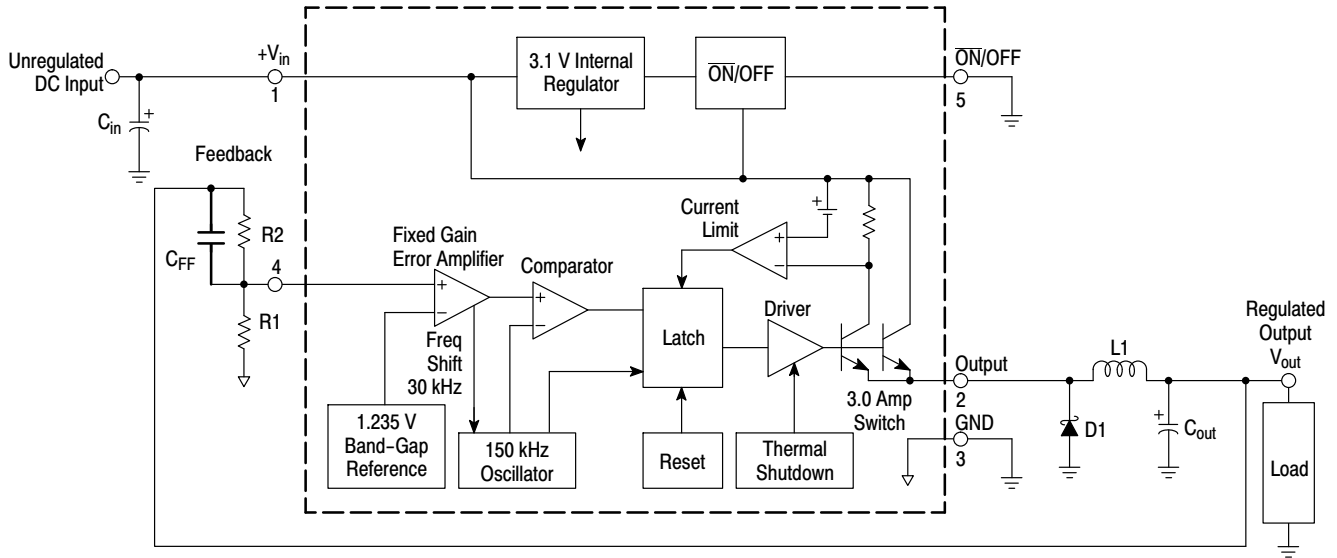 Unregulated
DC Input
+Vin
1
Cin
+
3.1 V Internal
Regulator
ON/OFF
ON/OFF
5
Feedback
CFF
R2
4
R1
Fixed Gain
Error Amplifier
+
−
Freq
Shift
30 kHz
Comparator
+
−
Current
Limit
+
−
+
Latch
Driver
3.0 Amp
Switch
1.235 V
Band−Gap
Reference
150 kHz
Oscillator
Reset
Thermal
Shutdown
Output
2
GND
3
L1
D1
+
Cout
Regulated
Output
Vout
Load